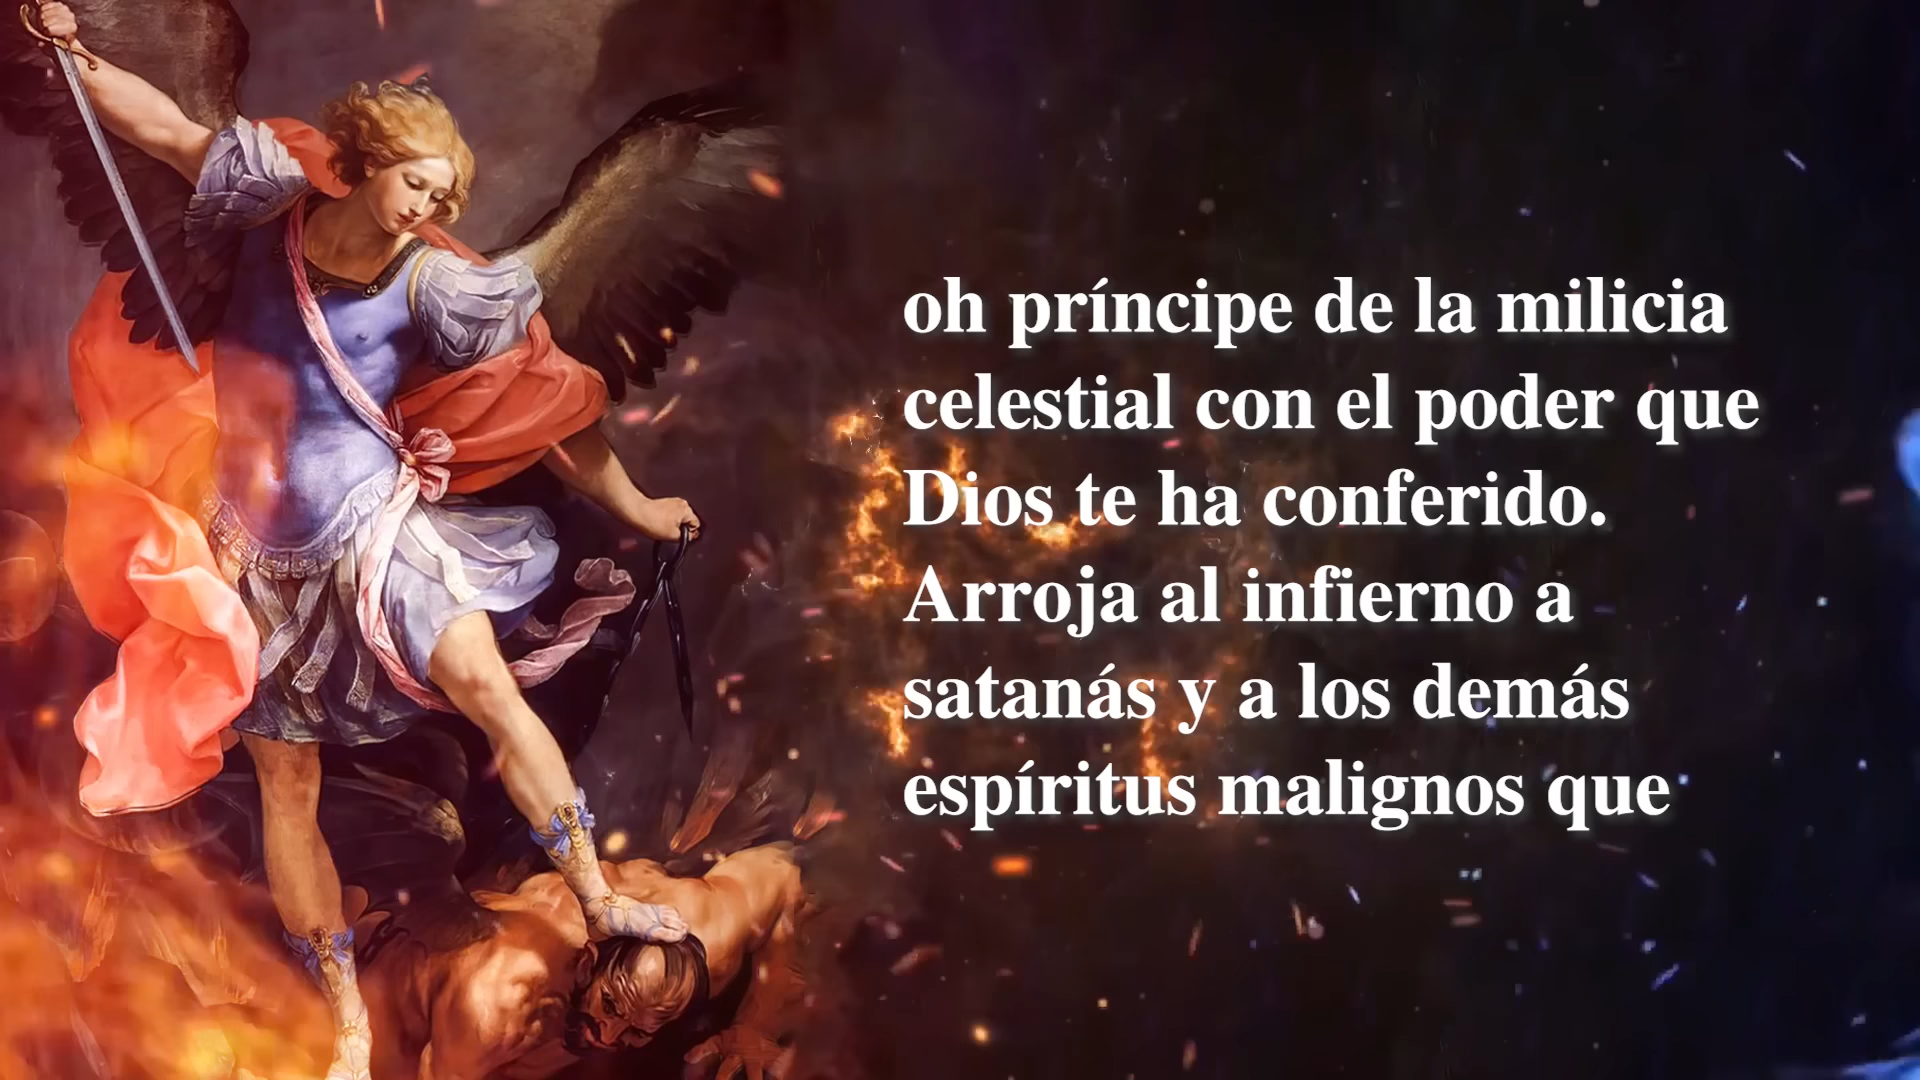 oh príncipe de la milicia
celestial con el poder que
Dios te ha conferido.
Arroja al infierno a
satanás y a los demás
espíritus malignos que